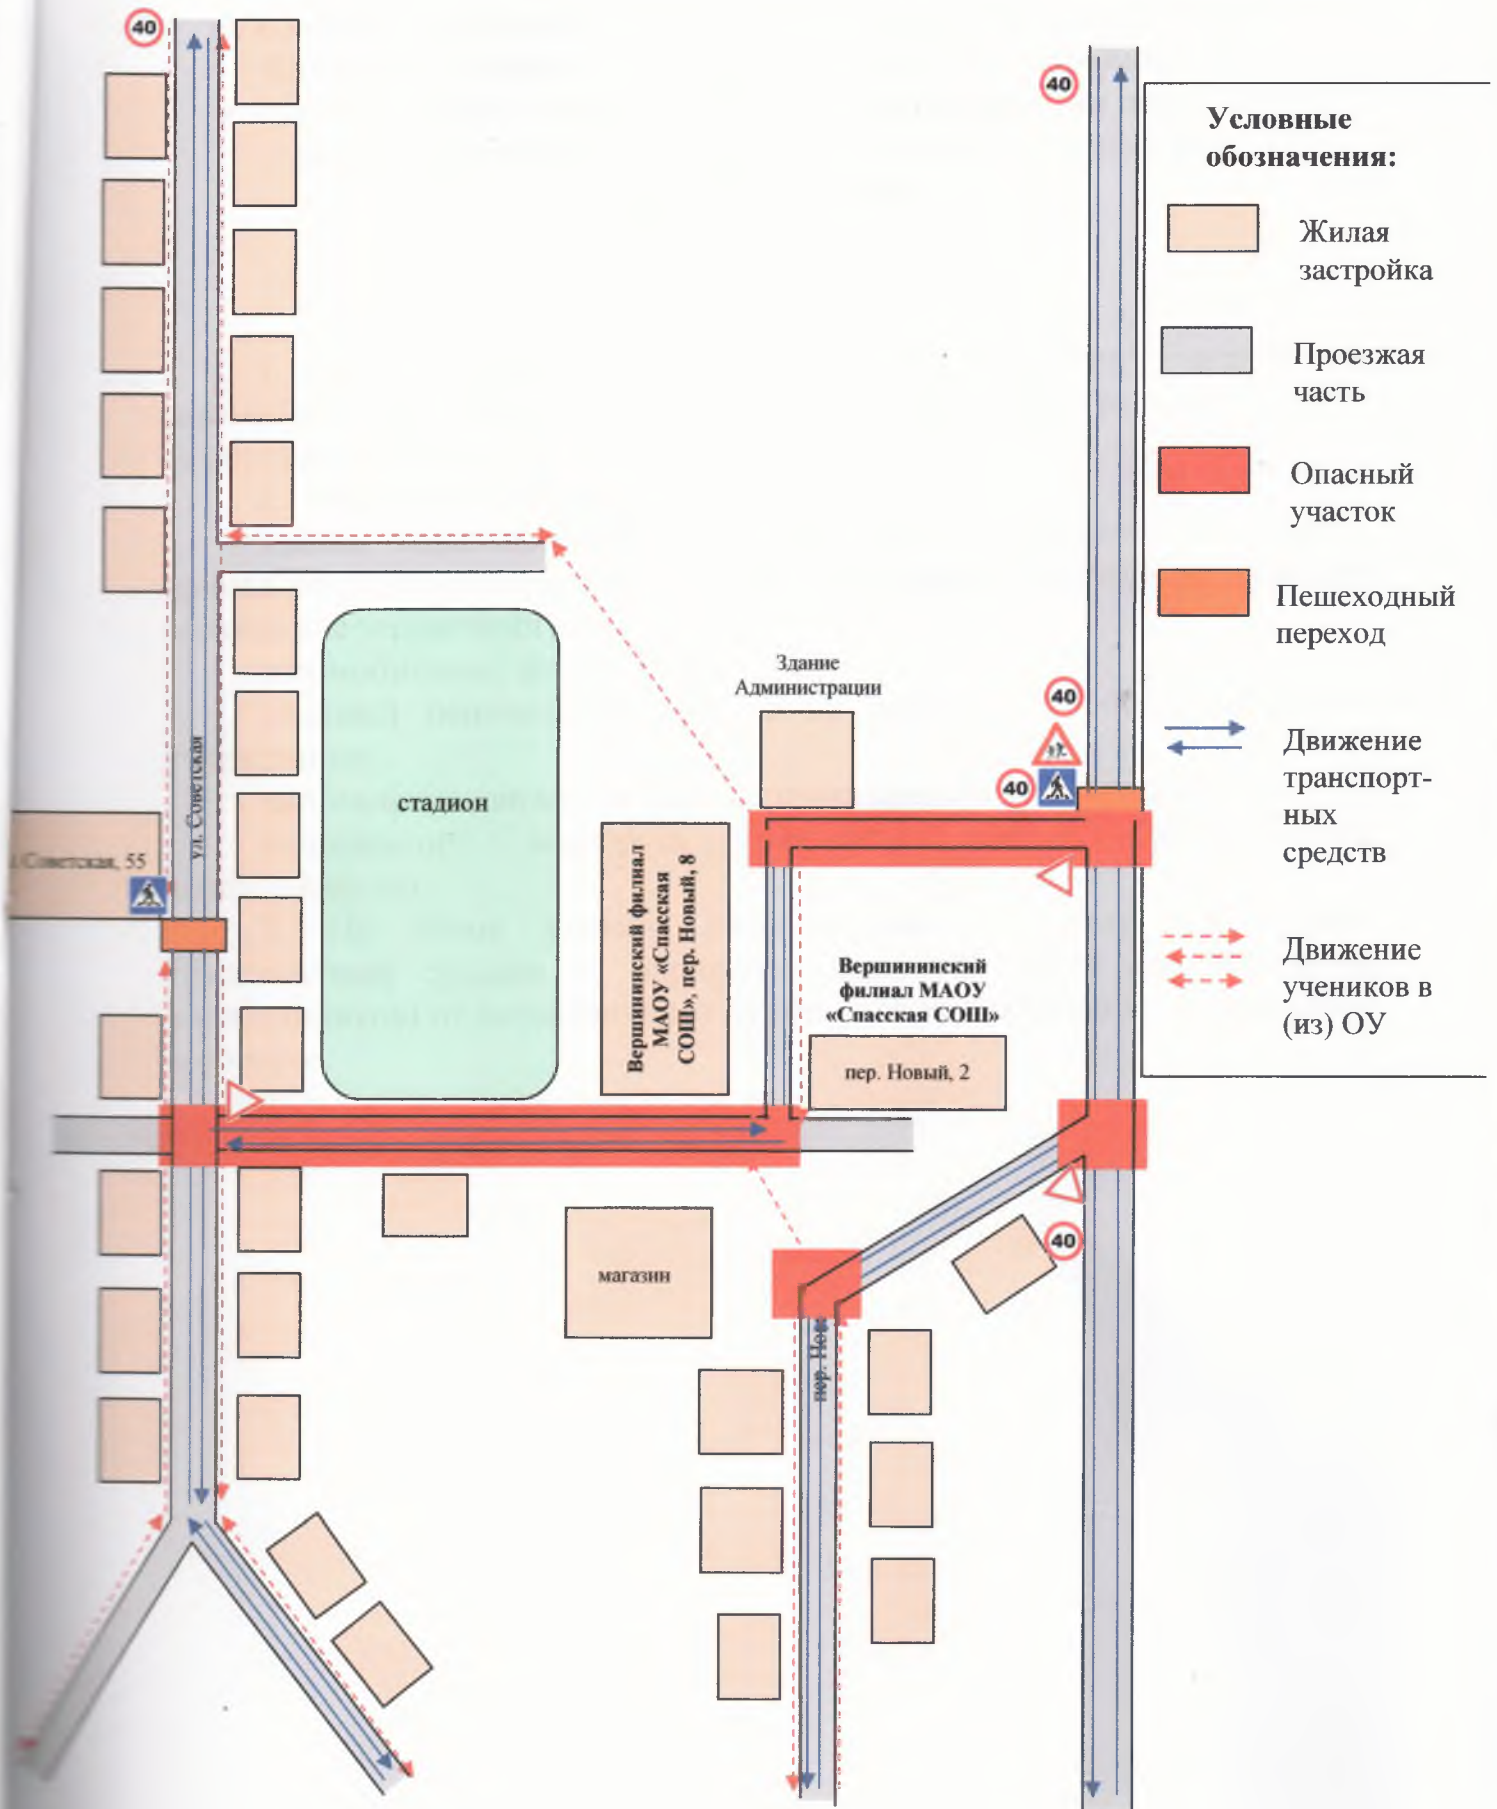 40
40
Условные
обозначения:
Жилая
застройка
Проезжая
часть
Опасный
участок
Пешеходный
переход
Движение
транспорт-
ных
средств
Движение
учеников в
(из) ОУ
Здание
Администрации
40
40
ул. Советская
стадион
Советская, 55
Вершининский филиал
МАОУ «Спасская
СОШ», пер. Новый, 8
Вершининский
филиал МАОУ
«Спасская СОШ»
пер. Новый, 2
40
магазин
пер.